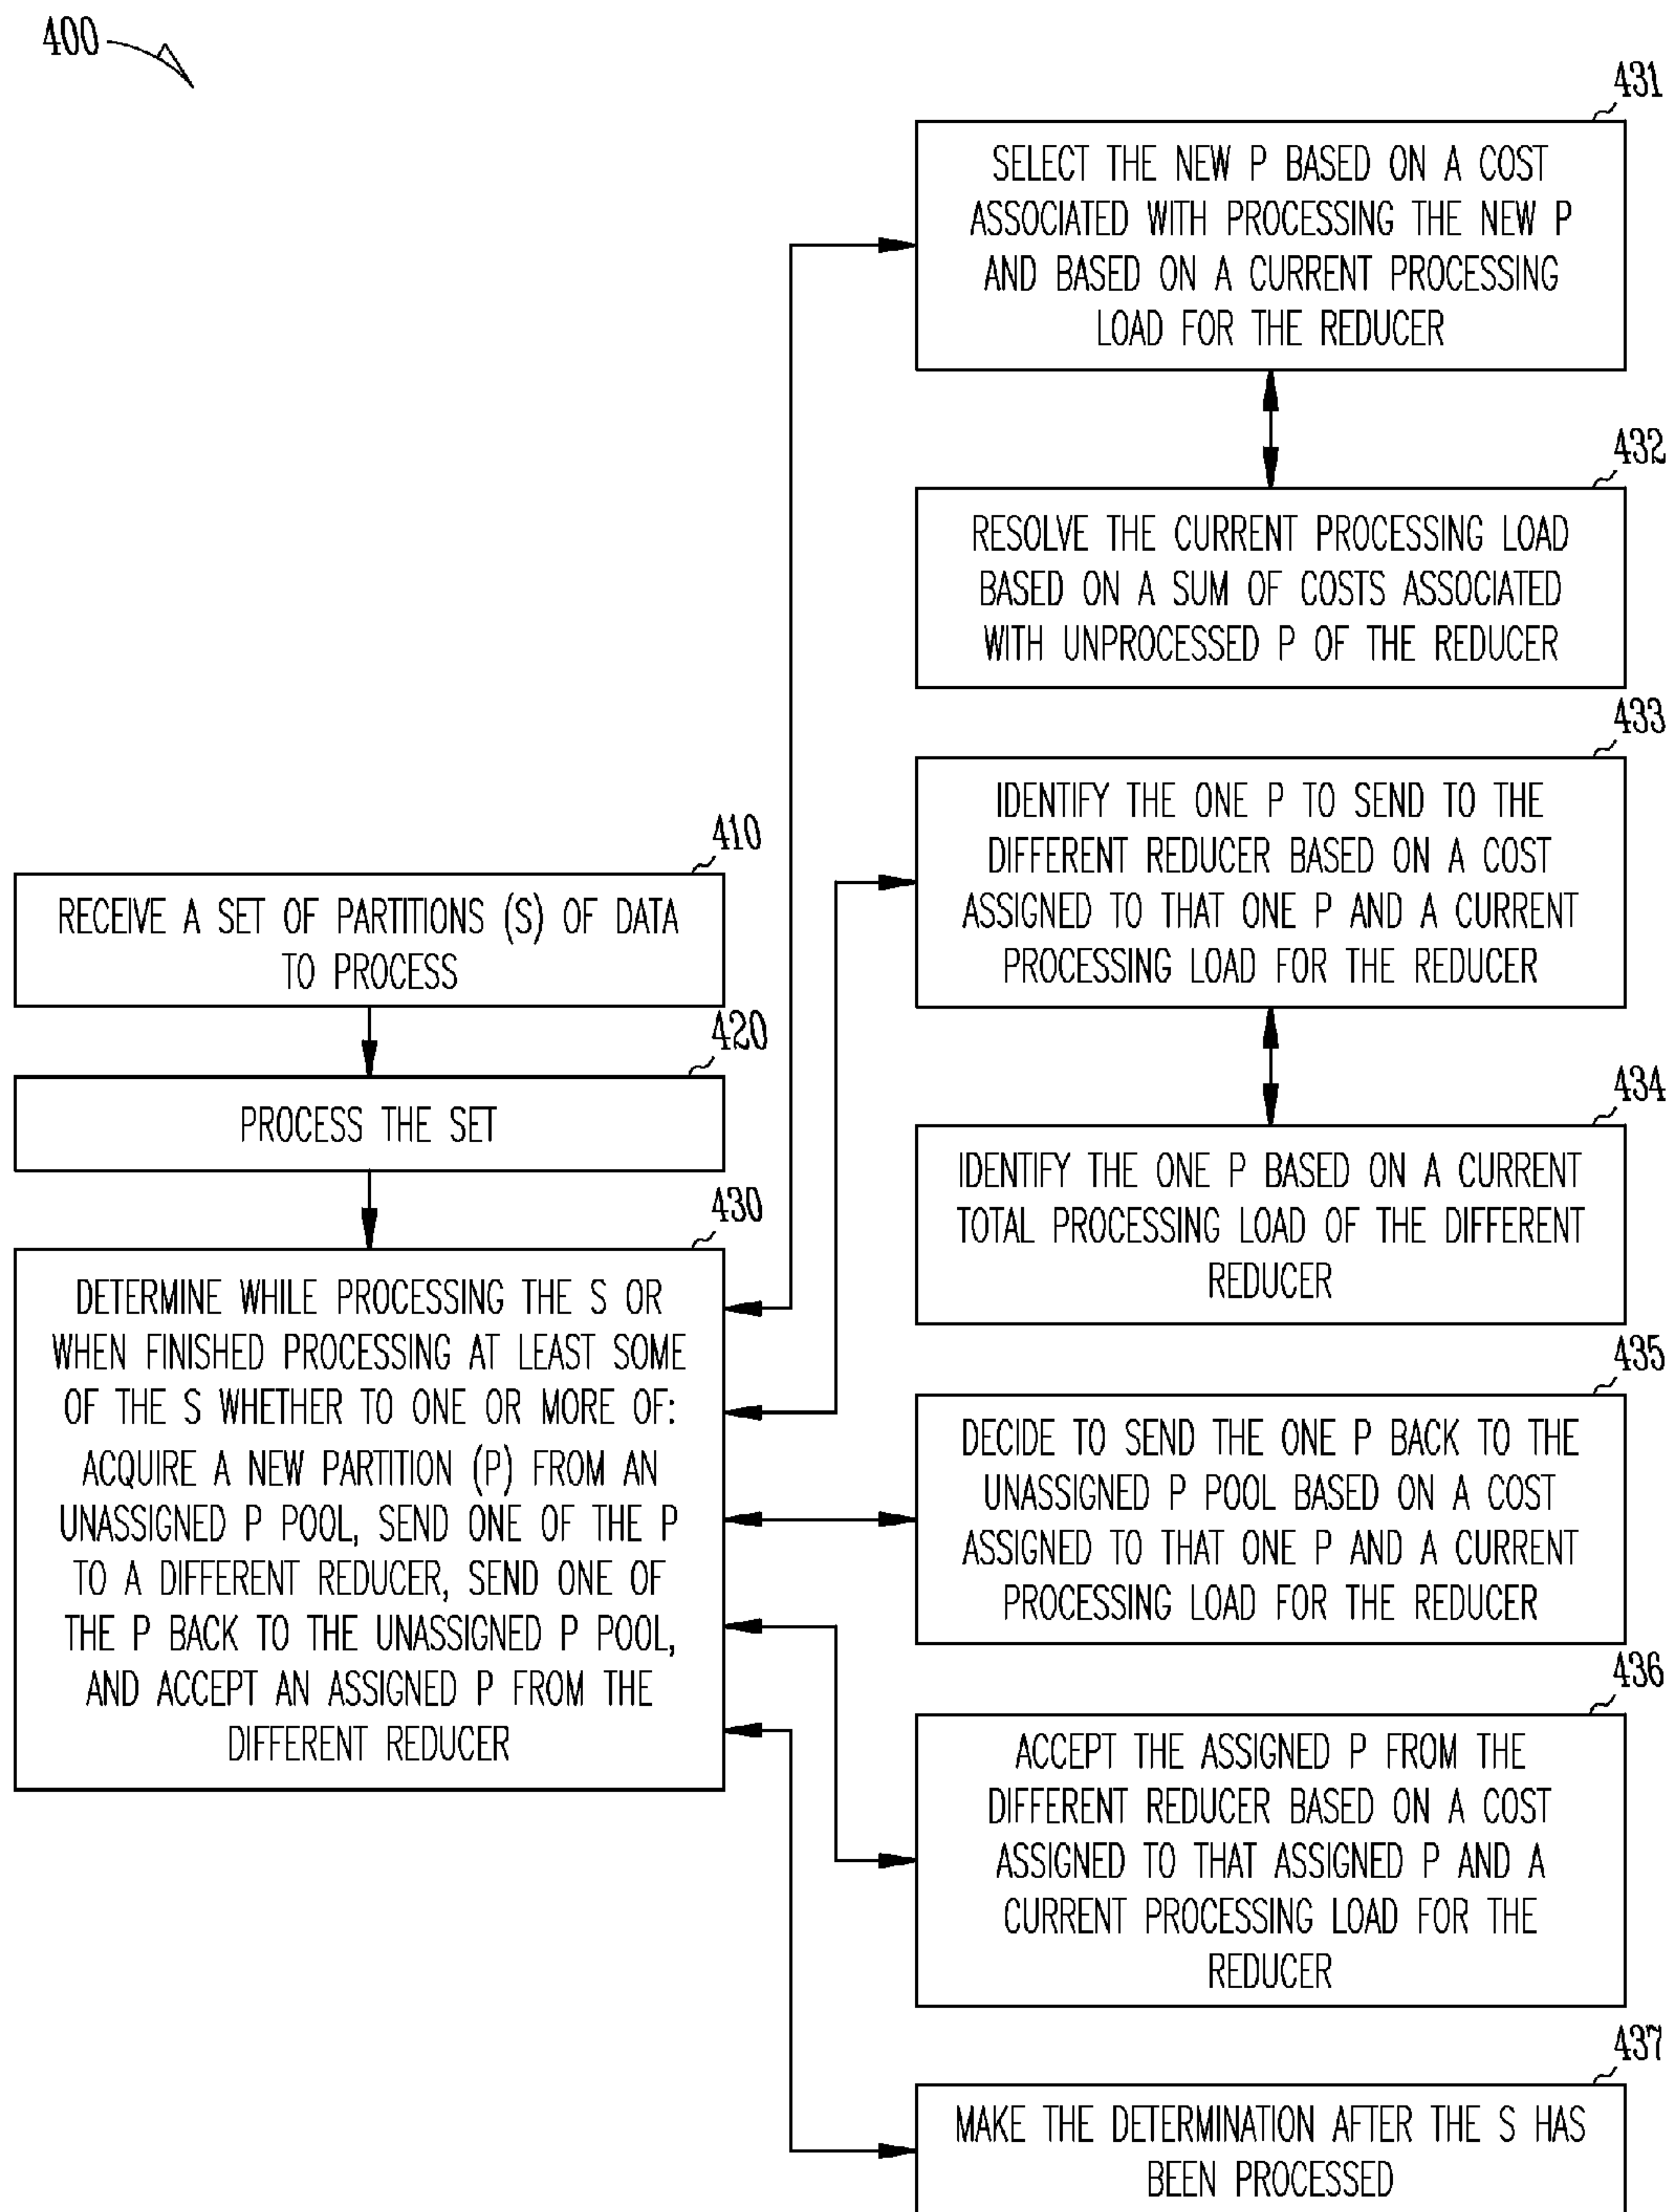 400
431
SELECT THE NEW P BASED ON A COST
ASSOCIATED WITH PROCESSING THE NEW P
AND BASED ON A CURRENT PROCESSING
LOAD FOR THE REDUCER
432
RESOLVE THE CURRENT PROCESSING LOAD
BASED ON A SUM OF COSTS ASSOCIATED
WITH UNPROCESSED P OF THE REDUCER
433
IDENTIFY THE ONE P TO SEND TO THE
DIFFERENT REDUCER BASED ON A COST
ASSIGNED TO THAT ONE P AND A CURRENT
PROCESSING LOAD FOR THE REDUCER
410
RECEIVE A SET OF PARTITIONS (S) OF DATA
TO PROCESS
420
PROCESS THE SET
434
IDENTIFY THE ONE P BASED ON A CURRENT
TOTAL PROCESSING LOAD OF THE DIFFERENT
REDUCER
430
DETERMINE WHILE PROCESSING THE S OR
WHEN FINISHED PROCESSING AT LEAST SOME
OF THE S WHETHER TO ONE OR MORE OF:
ACQUIRE A NEW PARTITION (P) FROM AN
UNASSIGNED P POOL, SEND ONE OF THE P
TO A DIFFERENT REDUCER, SEND ONE OF
THE P BACK TO THE UNASSIGNED P POOL,
AND ACCEPT AN ASSIGNED P FROM THE
DIFFERENT REDUCER
435
DECIDE TO SEND THE ONE P BACK TO THE
UNASSIGNED P POOL BASED ON A COST
ASSIGNED TO THAT ONE P AND A CURRENT
PROCESSING LOAD FOR THE REDUCER
436
ACCEPT THE ASSIGNED P FROM THE
DIFFERENT REDUCER BASED ON A COST
ASSIGNED TO THAT ASSIGNED P AND A
CURRENT PROCESSING LOAD FOR THE
REDUCER
437
MAKE THE DETERMINATION AFTER THE S HAS
BEEN PROCESSED